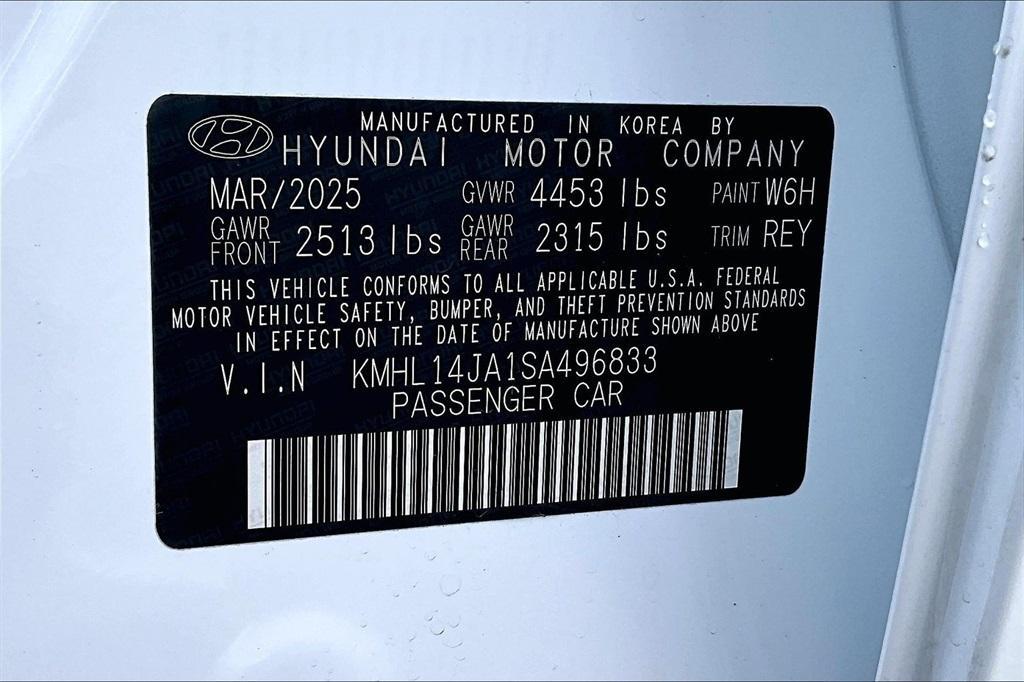 MANUFACTURED IN KOREA BY
HYUNDAI MOTOR COMPANY
MAR/2025 GVWR 4453 lbs PAINT W6H
GAWR FRONT 2513 lbs GAWR REAR 2315 lbs TRIM REY
THIS VEHICLE CONFORMS TO ALL APPLICABLE U.S.A. FEDERAL
MOTOR VEHICLE SAFETY, BUMPER, AND THEFT PREVENTION STANDARDS
IN EFFECT ON THE DATE OF MANUFACTURE SHOWN ABOVE
V.I.N KMHL14JA1SA496833
PASSENGER CAR